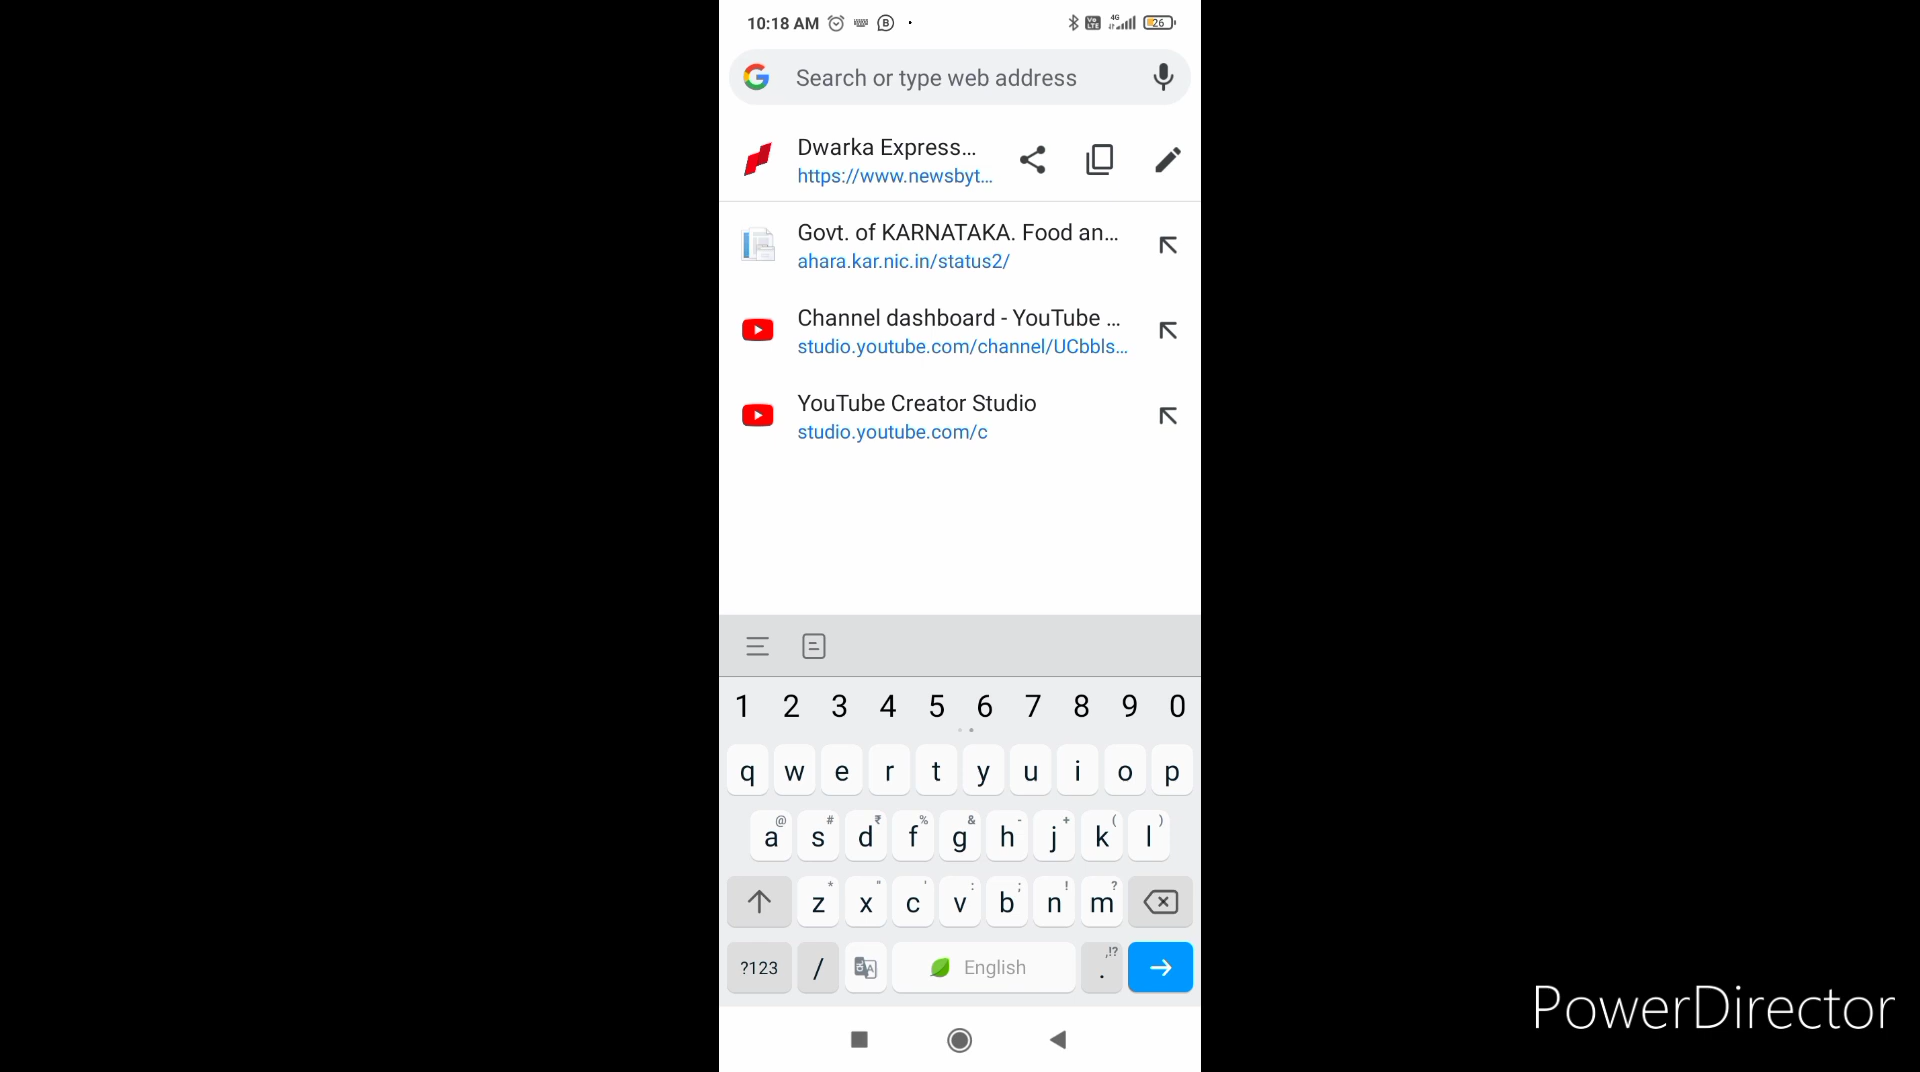 10:18 AM
4G
26
Search or type web address
Dwarka Express...
https://www.newsbyt...
Govt. of KARNATAKA. Food an...
ahara.kar.nic.in/status2/
Channel dashboard - YouTube ...
studio.youtube.com/channel/UCbbls...
YouTube Creator Studio
studio.youtube.com/c
1 2 3 4 5 6 7 8 9 0
q w e r t y u i o p
@ # ₹ % & - + ( )
a s d f g h j k l
* " ' : ; ! ?
z x c v b n m
,!?
?123 / English .
PowerDirector